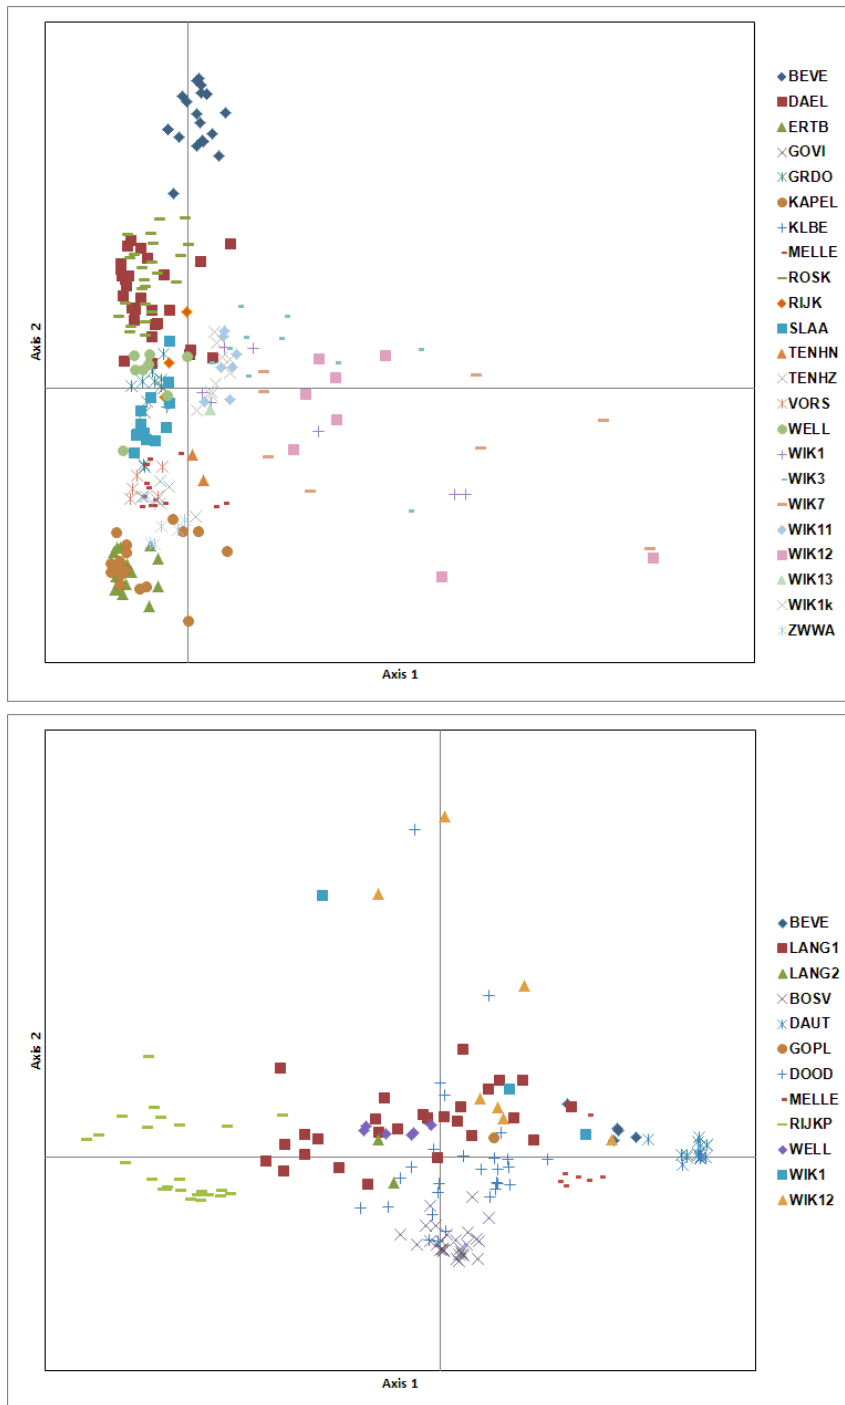 BEVE
DAEL
ERTB
GOVI
GRDO
KAPEL
KLBE
MELLE
ROSK
RIJK
SLAA
TENHN
TENHZ
VORS
WELL
WIK1
WIK3
WIK7
WIK11
WIK12
WIK13
WIK1k
ZWWA
Axis 2
Axis 1
BEVE
LANG1
LANG2
BOSV
DAUT
GOPL
DOOD
MELLE
RIJKP
WELL
WIK1
WIK12
Axis 2
Axis 1